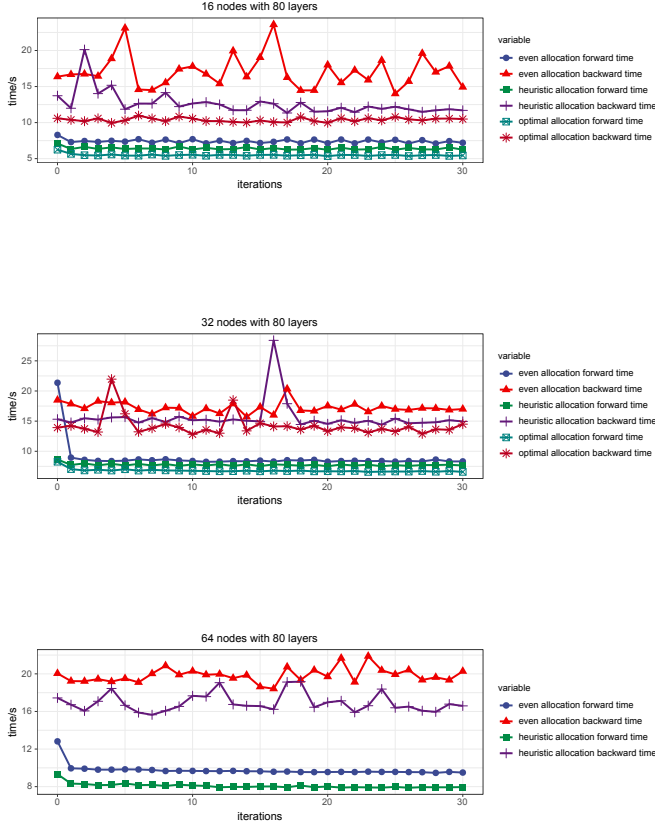 16 nodes with 80 layers
time/s
20
15
10
5
0
10
20
30
iterations
variable
even allocation forward time
even allocation backward time
heuristic allocation forward time
heuristic allocation backward time
optimal allocation forward time
optimal allocation backward time
32 nodes with 80 layers
time/s
25
20
15
10
0
10
20
30
iterations
variable
even allocation forward time
even allocation backward time
heuristic allocation forward time
heuristic allocation backward time
optimal allocation forward time
optimal allocation backward time
64 nodes with 80 layers
time/s
20
16
12
8
0
10
20
30
iterations
variable
even allocation forward time
even allocation backward time
heuristic allocation forward time
heuristic allocation backward time